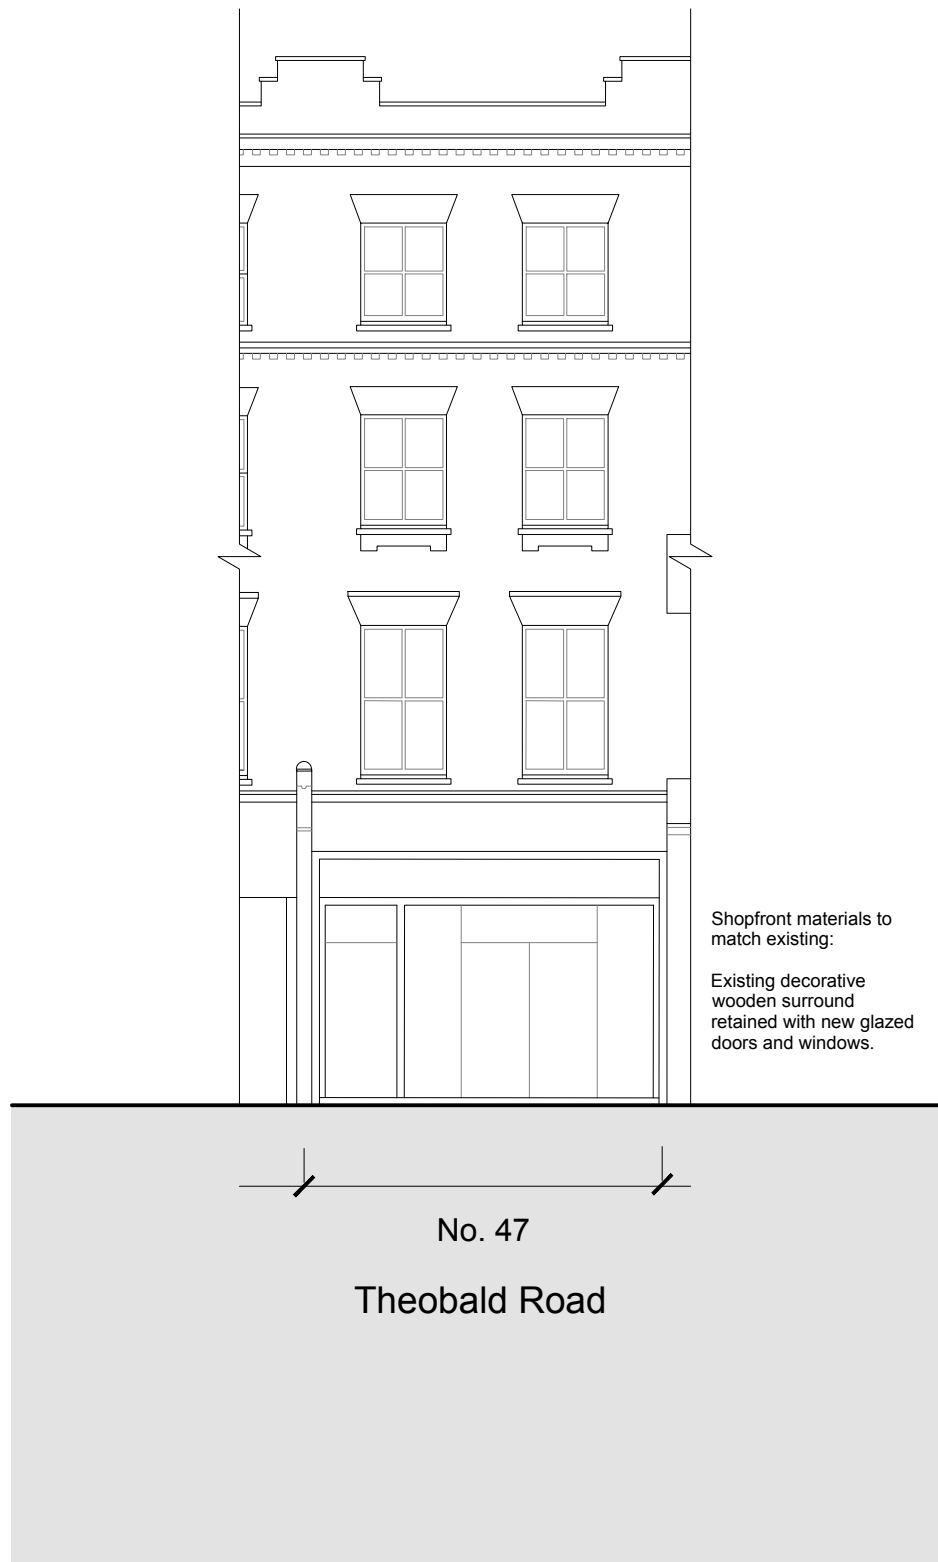 Shopfront materials to
match existing:
Existing decorative
wooden surround
retained with new glazed
doors and windows.
No. 47
Theobald Road